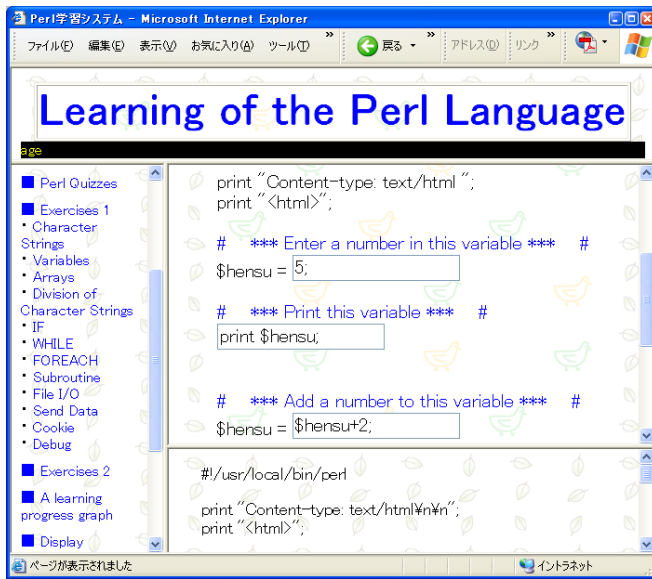 Perl学習システム - Microsoft Internet Explorer
ファイル(F) 編集(E) 表示(V) お気に入り(A) ツール(T) » 戻る » アドレス(D) リンク »
Learning of the Perl Language
age
■ Perl Quizzes
■ Exercises 1
・Character
Strings
・Variables
・Arrays
・Division of
Character Strings
・IF
・WHILE
・FOREACH
・Subroutine
・File I/O
・Send Data
・Cookie
・Debug
■ Exercises 2
■ A learning
progress graph
■ Display
print "Content-type: text/html ";
print "<html>";
# *** Enter a number in this variable *** #
$hensu = 5;
# *** Print this variable *** #
print $hensu;
# *** Add a number to this variable *** #
$hensu = $hensu+2;
#!/usr/local/bin/perl
print "Content-type: text/html¥n¥n";
print "<html>";
ページが表示されました イントラネット